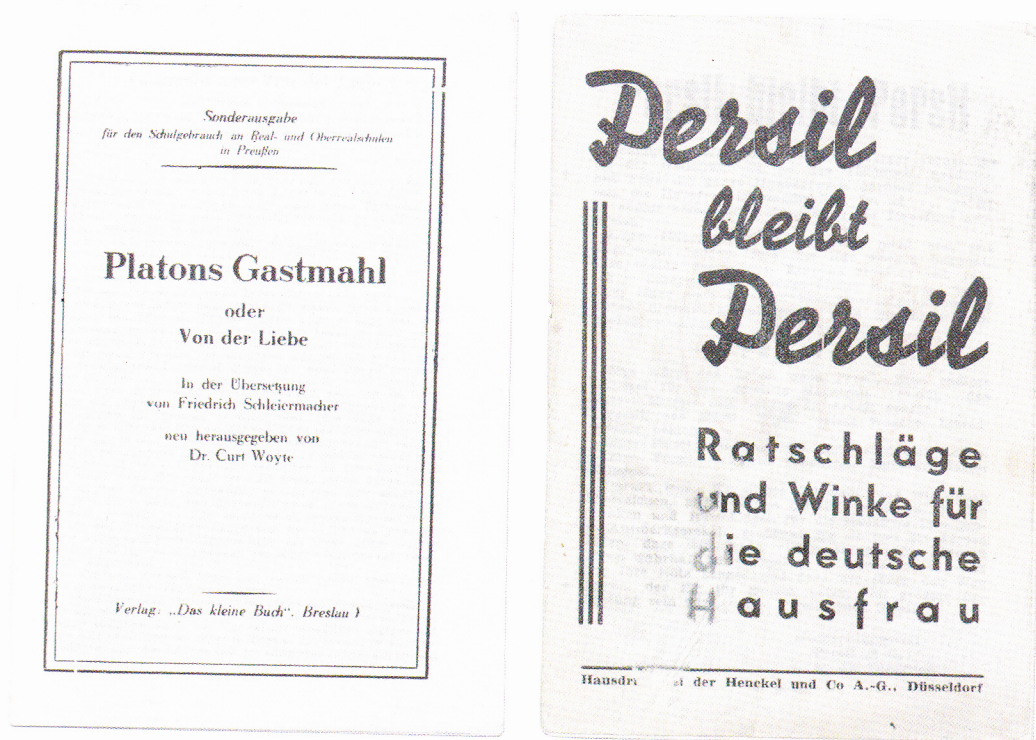 Sonderausgabe
für den Schulgebrauch an Real- und Oberrealschulen
in Preußen
Platons Gastmahl
oder
Von der Liebe
In der Übersetzung
von Friedrich Schleiermacher
neu herausgegeben von
Dr. Curt Woyte
Verlag: „Das kleine Buch“. Breslau 1
Persil
bleibt
Persil
Ratschläge
und Winke für
die deutsche
Hausfrau
der Henckel und Co A.-G., Düsseldorf